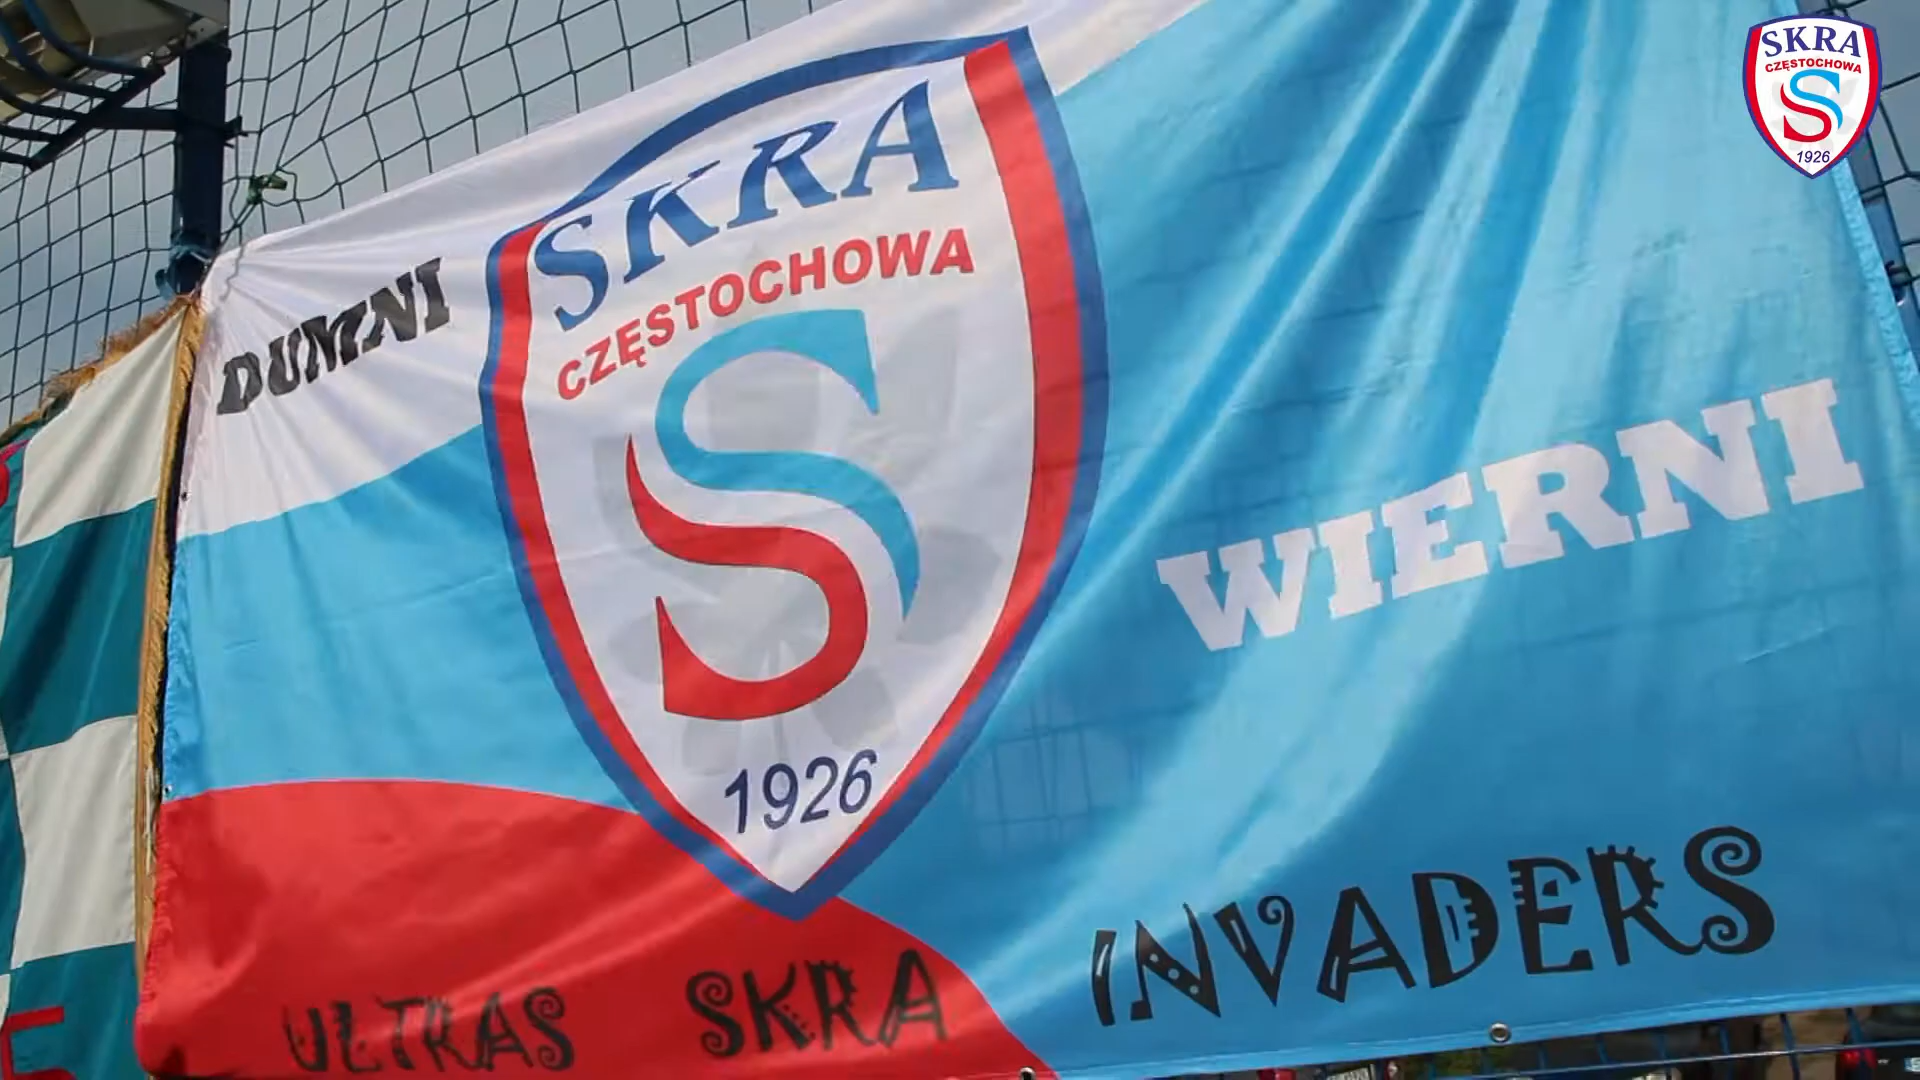 SKRA
CZĘSTOCHOWA
S
1926
DUMNI
SKRA
CZĘSTOCHOWA
S
1926
WIERNI
ULTRAS SKRA INVADERS